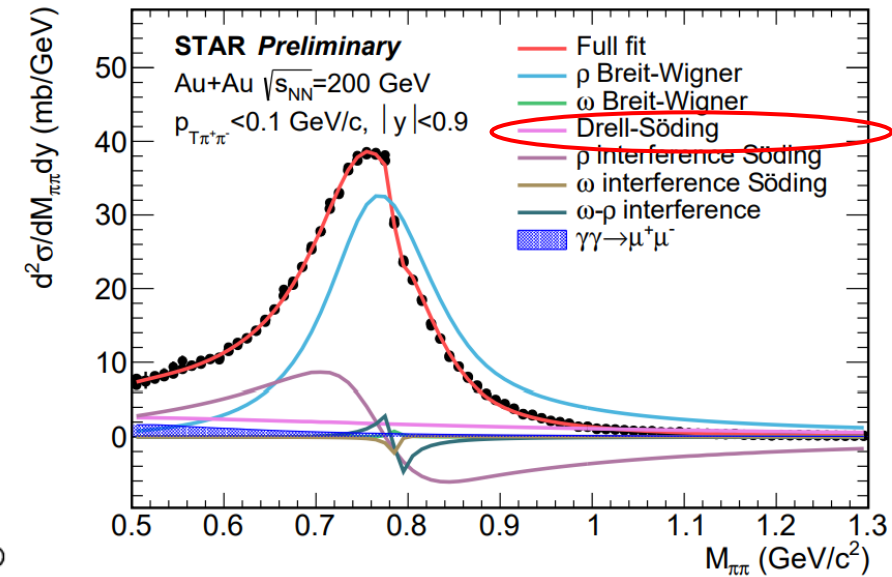 STAR Preliminary
Au+Au √sNN=200 GeV
pTπ+π-<0.1 GeV/c, |y|<0.9
Full fit
ρ Breit-Wigner
ω Breit-Wigner
Drell-Söding
ρ interference Söding
ω interference Söding
ω-ρ interference
γγ→μ+μ-
d²σ/dMππdy (mb/GeV)
50
40
30
20
10
0
0.5 0.6 0.7 0.8 0.9 1 1.1 1.2 1.3
Mππ (GeV/c²)